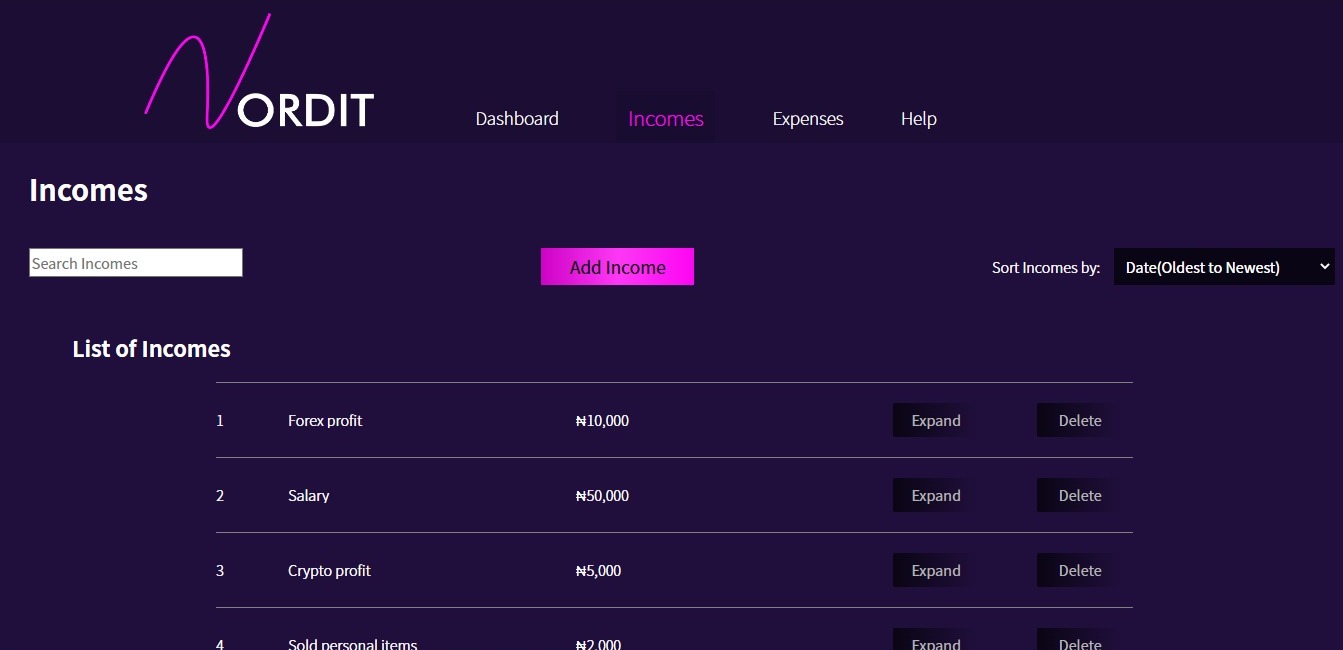 NORDIT
Dashboard Incomes Expenses Help
Incomes
Search Incomes Add Income Sort Incomes by: Date(Oldest to Newest)
List of Incomes
1 Forex profit ₦10,000 Expand Delete
2 Salary ₦50,000 Expand Delete
3 Crypto profit ₦5,000 Expand Delete
4 Sold personal items ₦2,000 Expand Delete